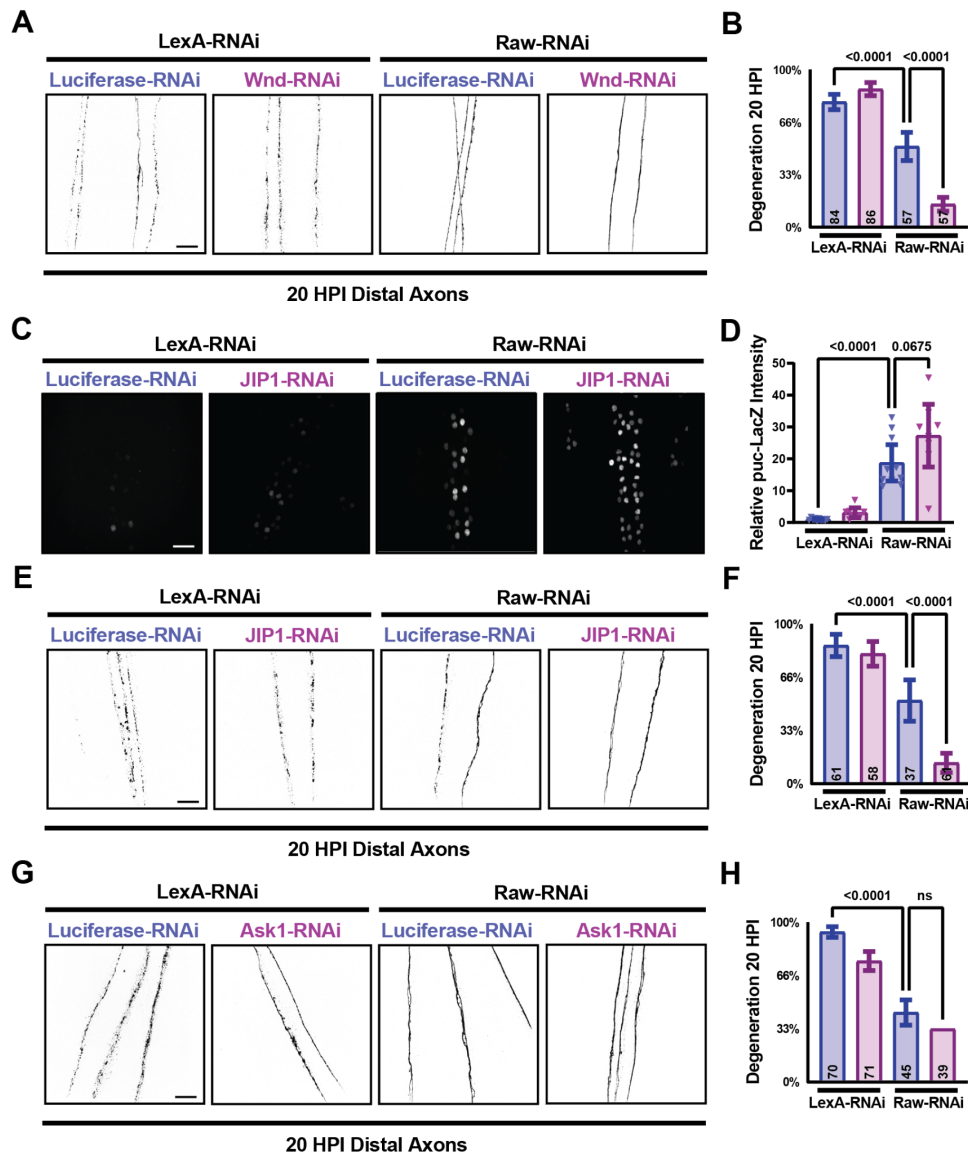 A
LexA-RNAi Raw-RNAi
Luciferase-RNAi Wnd-RNAi Luciferase-RNAi Wnd-RNAi
20 HPI Distal Axons
B
<0.0001 <0.0001
Degeneration 20 HPI
100%
66%
33%
0%
84 86 57 57
LexA-RNAi Raw-RNAi
C
LexA-RNAi Raw-RNAi
Luciferase-RNAi JIP1-RNAi Luciferase-RNAi JIP1-RNAi
D
<0.0001 0.0675
Relative puc-LacZ Intensity
50
40
30
20
10
0
LexA-RNAi Raw-RNAi
E
LexA-RNAi Raw-RNAi
Luciferase-RNAi JIP1-RNAi Luciferase-RNAi JIP1-RNAi
20 HPI Distal Axons
F
<0.0001 <0.0001
Degeneration 20 HPI
100%
66%
33%
0%
61 58 37
LexA-RNAi Raw-RNAi
G
LexA-RNAi Raw-RNAi
Luciferase-RNAi Ask1-RNAi Luciferase-RNAi Ask1-RNAi
20 HPI Distal Axons
H
<0.0001 ns
Degeneration 20 HPI
100%
66%
33%
0%
70 71 45 39
LexA-RNAi Raw-RNAi